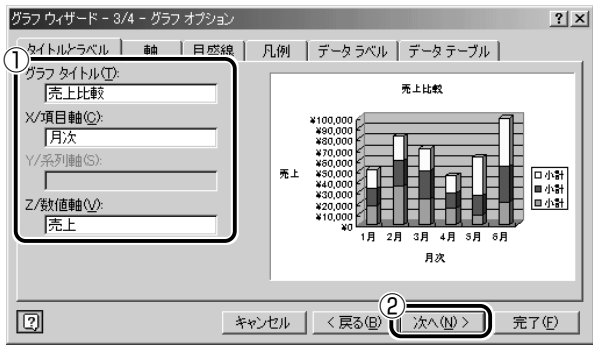 グラフ ウィザード - 3/4 - グラフ オプション
タイトルとラベル 軸 目盛線 凡例 データ ラベル データ テーブル
①
グラフ タイトル(T):
売上比較
X/項目軸(C):
月次
Y/系列軸(S):
Z/数値軸(V):
売上
売上比較
¥100,000
¥90,000
¥80,000
¥70,000
¥60,000
¥50,000
¥40,000
¥30,000
¥20,000
¥10,000
¥0
売上
1月 2月 3月 4月 5月 6月
月次
小計
小計
小計
②
キャンセル < 戻る(B) 次へ(N) > 完了(F)